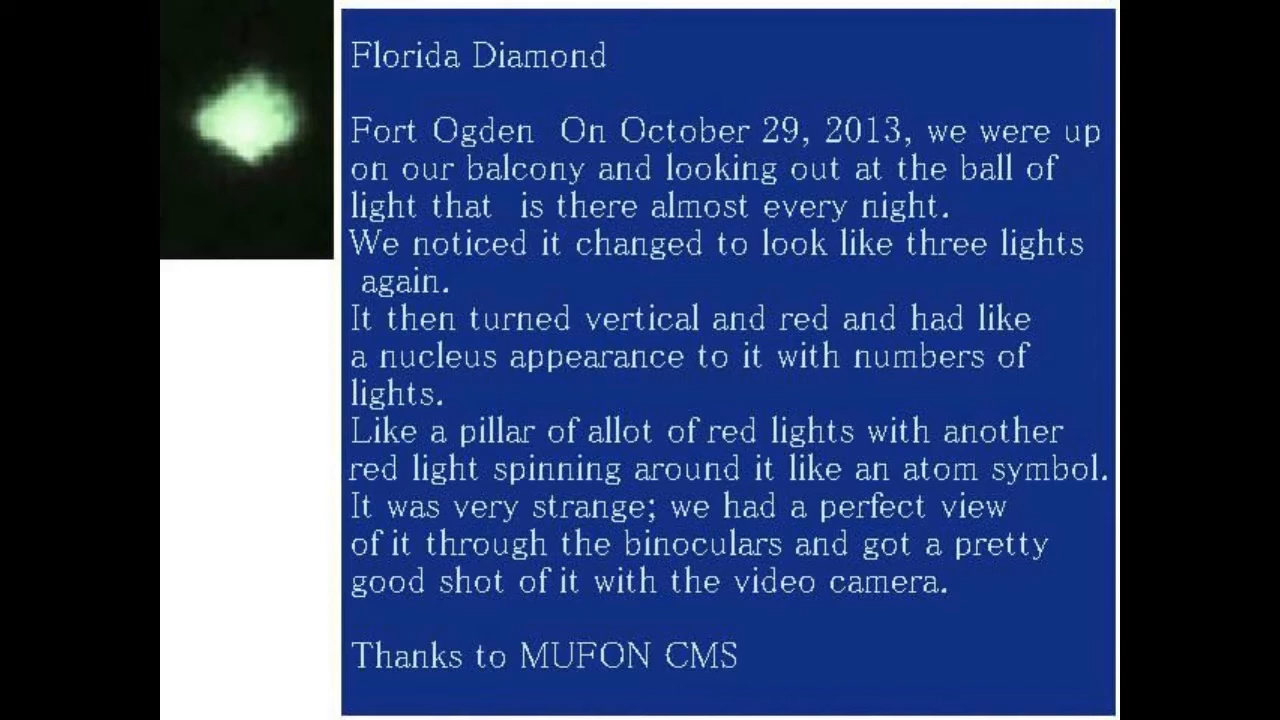 Florida Diamond
Fort Ogden On October 29, 2013, we were up
on our balcony and looking out at the ball of
light that is there almost every night.
We noticed it changed to look like three lights
again.
It then turned vertical and red and had like
a nucleus appearance to it with numbers of
lights.
Like a pillar of allot of red lights with another
red light spinning around it like an atom symbol.
It was very strange; we had a perfect view
of it through the binoculars and got a pretty
good shot of it with the video camera.
Thanks to MUFON CMS